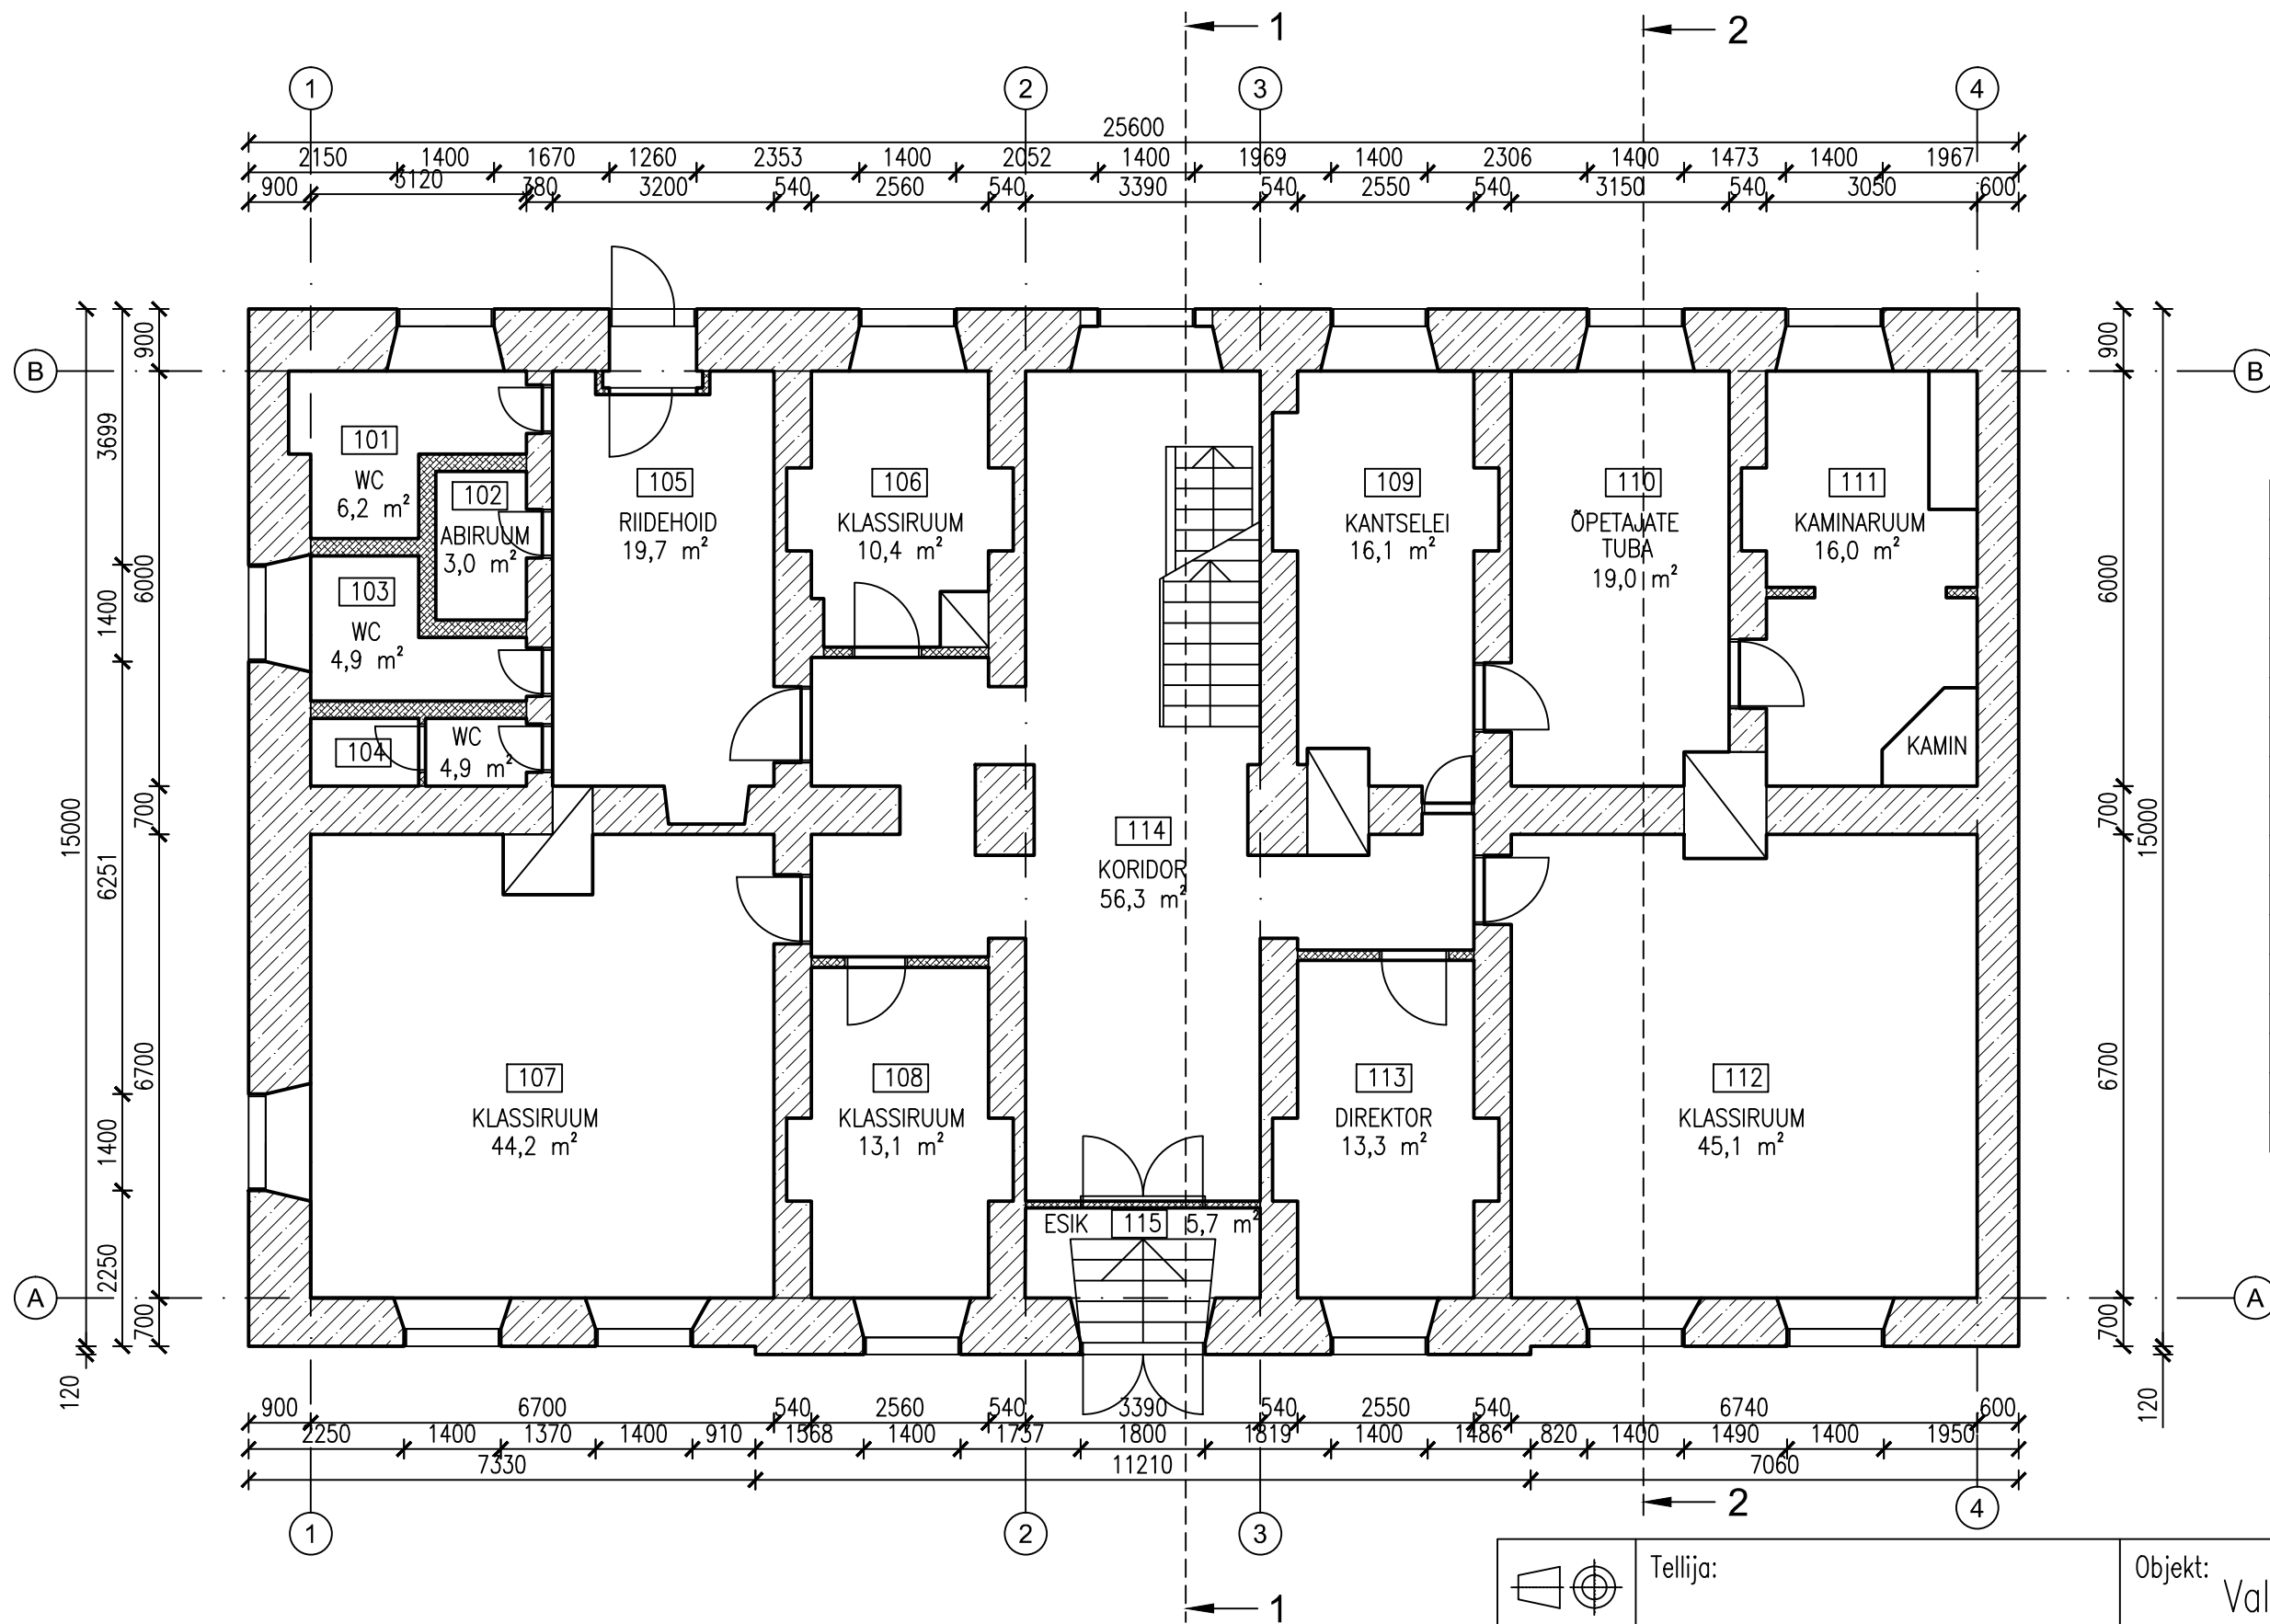 1
2
1
2
3
4
25600
2150 1400 1670 1260 2353 1400 2052 1400 1969 1400 2306 1400 1473 1400 1967
900 5120 380 3200 540 2560 540 3390 540 2550 540 3150 540 3050 600
B
B
900
3699
6000
1400
700
15000
6251
6700
1400
2250
700
120
A
900
6000
700
15000
6700
700
120
A
101
WC
6,2 m²
102
ABIRUUM
3,0 m²
103
WC
4,9 m²
104
WC
4,9 m²
105
RIIDEHOID
19,7 m²
106
KLASSIRUUM
10,4 m²
109
KANTSELEI
16,1 m²
110
ÕPETAJATE
TUBA
19,0 m²
111
KAMINARUUM
16,0 m²
KAMIN
114
KORIDOR
56,3 m²
107
KLASSIRUUM
44,2 m²
108
KLASSIRUUM
13,1 m²
113
DIREKTOR
13,3 m²
112
KLASSIRUUM
45,1 m²
ESIK 115 5,7 m²
900 6700 540 2560 540 3390 540 2550 540 6740 600
2250 1400 1370 1400 910 1568 1400 1737 1800 1819 1400 1486 820 1400 1490 1400 1950
7330 11210 7060
1
2
3
4
2
1
Tellija:
Objekt:
Val